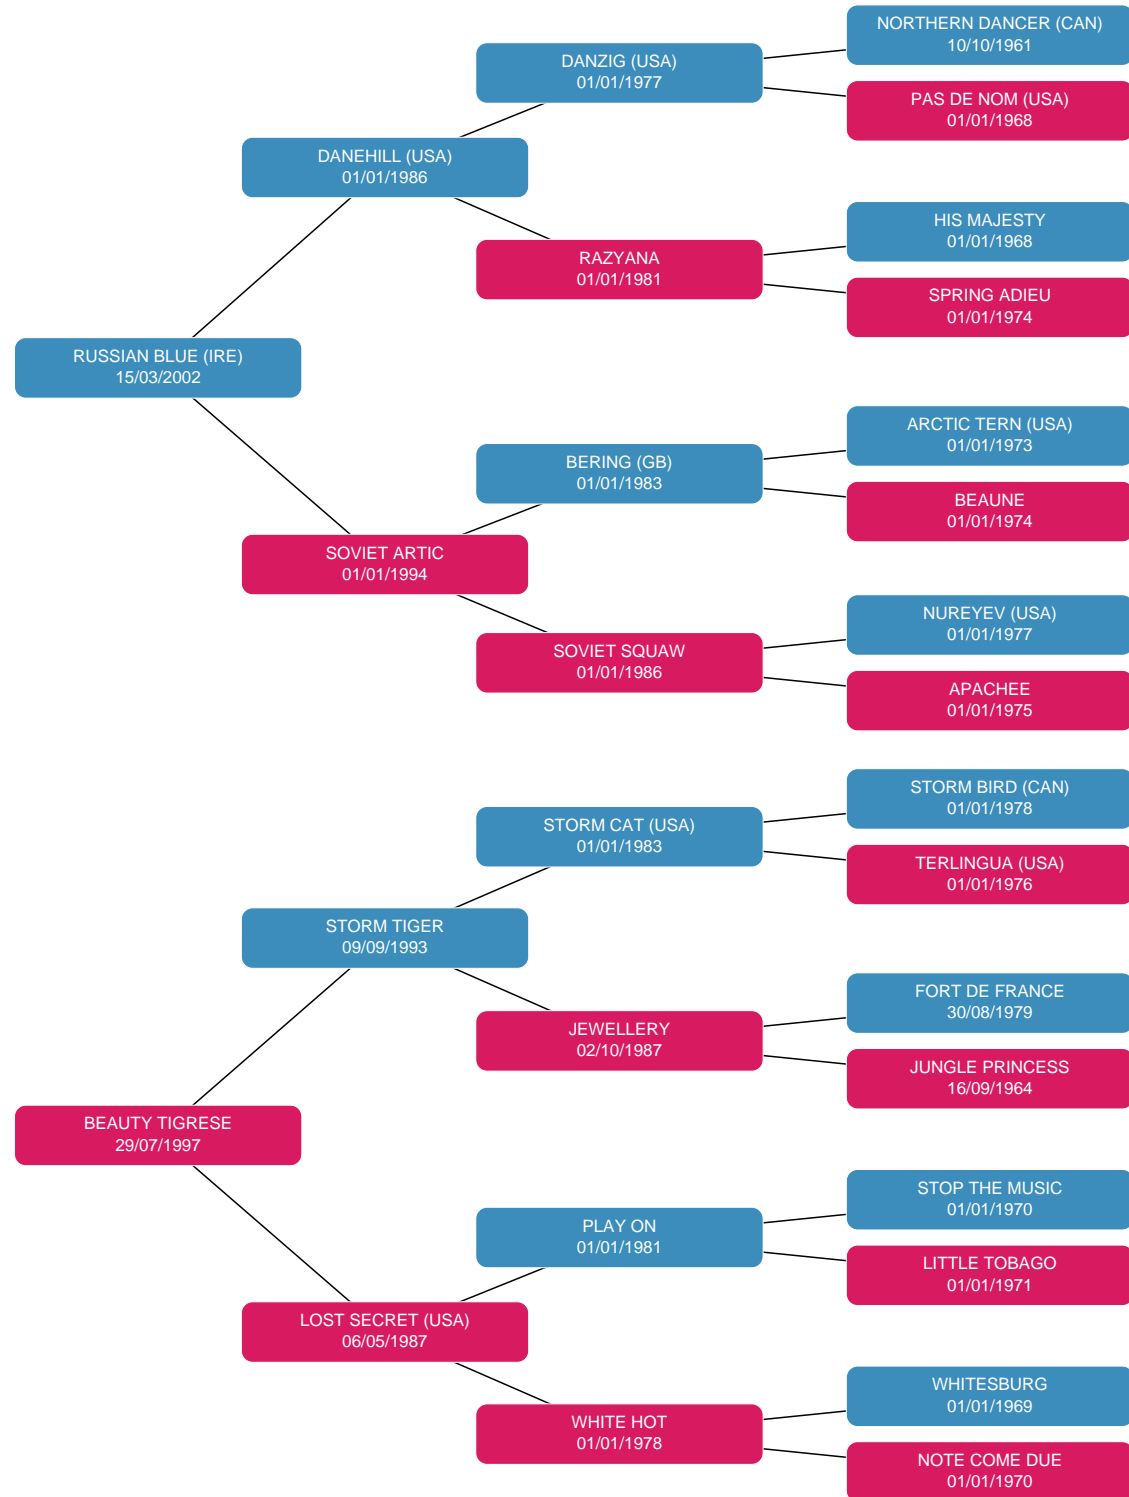 NORTHERN DANCER (CAN)
10/10/1961
DANZIG (USA)
01/01/1977
PAS DE NOM (USA)
01/01/1968
DANEHILL (USA)
01/01/1986
HIS MAJESTY
01/01/1968
RAZYANA
01/01/1981
SPRING ADIEU
01/01/1974
RUSSIAN BLUE (IRE)
15/03/2002
ARCTIC TERN (USA)
01/01/1973
BERING (GB)
01/01/1983
BEAUNE
01/01/1974
SOVIET ARTIC
01/01/1994
NUREYEV (USA)
01/01/1977
SOVIET SQUAW
01/01/1986
APACHEE
01/01/1975
STORM BIRD (CAN)
01/01/1978
STORM CAT (USA)
01/01/1983
TERLINGUA (USA)
01/01/1976
STORM TIGER
09/09/1993
FORT DE FRANCE
30/08/1979
JEWELLERY
02/10/1987
JUNGLE PRINCESS
16/09/1964
BEAUTY TIGRESE
29/07/1997
STOP THE MUSIC
01/01/1970
PLAY ON
01/01/1981
LITTLE TOBAGO
01/01/1971
LOST SECRET (USA)
06/05/1987
WHITESBURG
01/01/1969
WHITE HOT
01/01/1978
NOTE COME DUE
01/01/1970